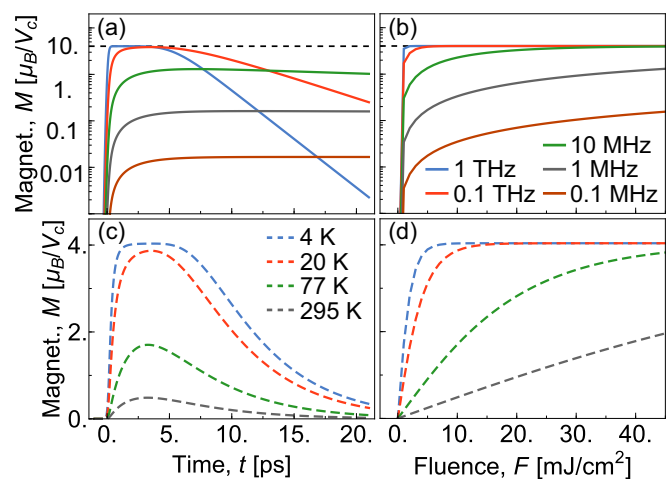 (a)
(b)
Magnet., M [μB/Vc]
10.
1.
0.1
0.01
10 MHz
1 THz
1 MHz
0.1 THz
0.1 MHz
(c)
(d)
Magnet., M [μB/Vc]
4
2
0.
4 K
20 K
77 K
295 K
0. 5. 10. 15. 20.
0. 20. 40.
Time, t [ps]
Fluence, F [mJ/cm²]